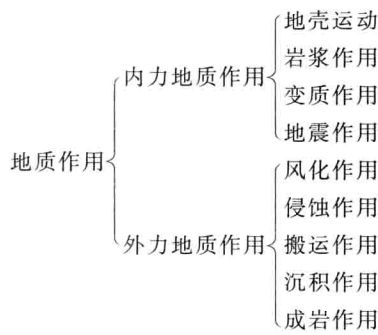 地质作用
内力地质作用
地壳运动
岩浆作用
变质作用
地震作用
外力地质作用
风化作用
侵蚀作用
搬运作用
沉积作用
成岩作用